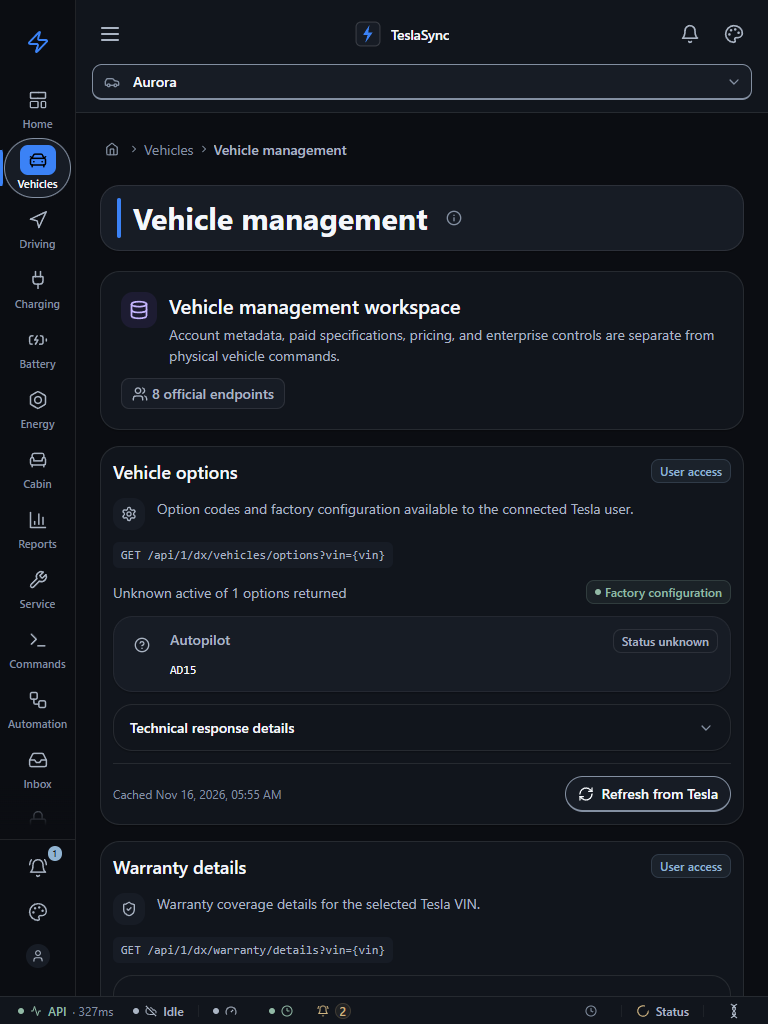 TeslaSync
Aurora
Home
Vehicles
Driving
Charging
Battery
Energy
Cabin
Reports
Service
Commands
Automation
Inbox
1
Vehicles
Vehicle management
Vehicle management
Vehicle management workspace
Account metadata, paid specifications, pricing, and enterprise controls are separate from
physical vehicle commands.
8 official endpoints
Vehicle options
User access
Option codes and factory configuration available to the connected Tesla user.
GET /api/1/dx/vehicles/options?vin={vin}
Unknown active of 1 options returned
Factory configuration
Autopilot
Status unknown
AD15
Technical response details
Cached Nov 16, 2026, 05:55 AM
Refresh from Tesla
Warranty details
User access
Warranty coverage details for the selected Tesla VIN.
GET /api/1/dx/warranty/details?vin={vin}
API · 327ms
Idle
2
Status